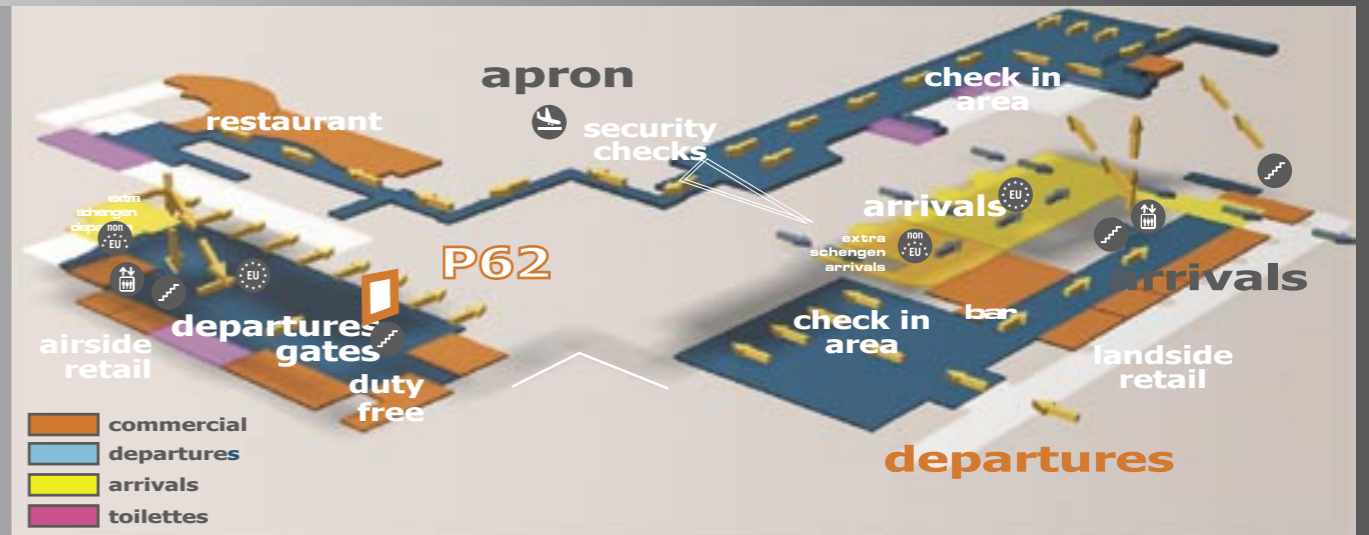 apron
restaurant
security
checks
check in
area
arrivals
EU
extra
schengen
arrivals
non
EU
extra
schengen
non
EU
EU
P62
departures
gates
airside
retail
duty
free
check in
area
bar
arrivals
landside
retail
departures
commercial
departures
arrivals
toilettes